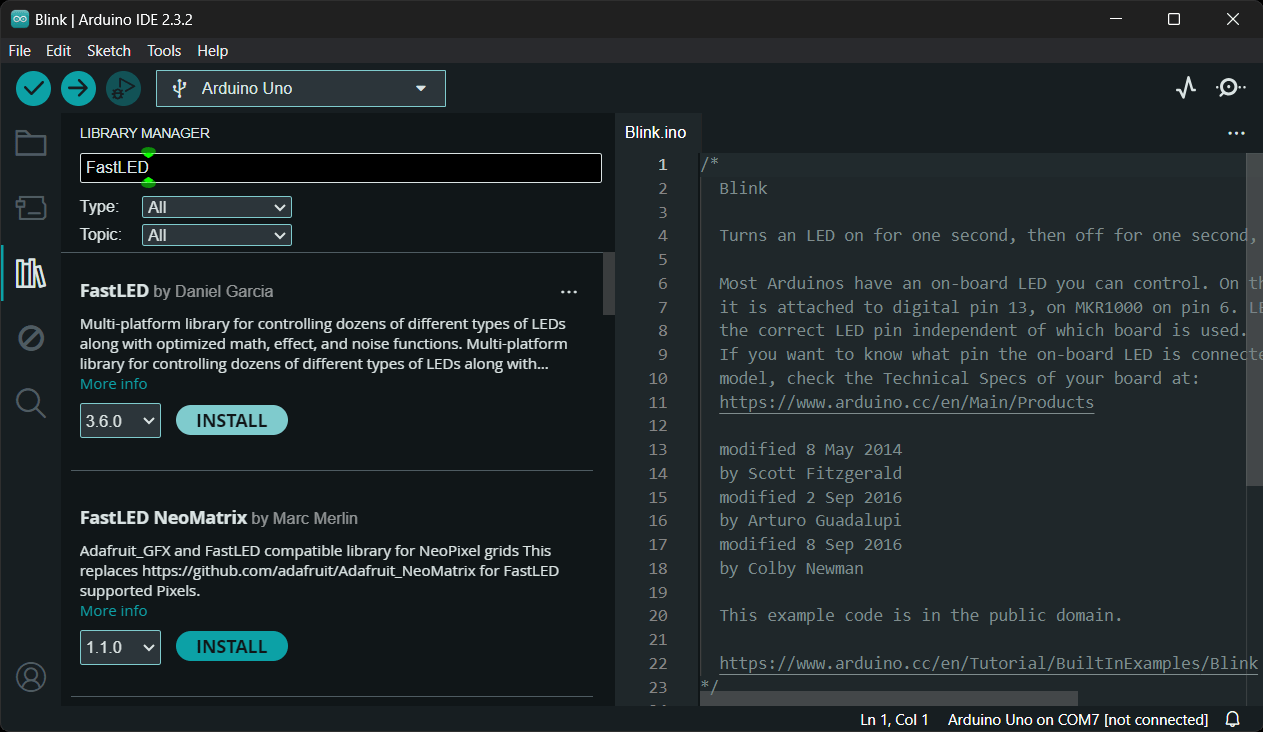 Blink | Arduino IDE 2.3.2
File Edit Sketch Tools Help
Arduino Uno
LIBRARY MANAGER
FastLED
Type: All
Topic: All
FastLED by Daniel Garcia
Multi-platform library for controlling dozens of different types of LEDs
along with optimized math, effect, and noise functions. Multi-platform
library for controlling dozens of different types of LEDs along with...
More info
3.6.0 INSTALL
FastLED NeoMatrix by Marc Merlin
Adafruit_GFX and FastLED compatible library for NeoPixel grids This
replaces https://github.com/adafruit/Adafruit_NeoMatrix for FastLED
supported Pixels.
More info
1.1.0 INSTALL
Blink.ino
1 /*
2 Blink
3
4 Turns an LED on for one second, then off for one second,
5
6 Most Arduinos have an on-board LED you can control. On th
7 it is attached to digital pin 13, on MKR1000 on pin 6. LE
8 the correct LED pin independent of which board is used.
9 If you want to know what pin the on-board LED is connecte
10 model, check the Technical Specs of your board at:
11 https://www.arduino.cc/en/Main/Products
12
13 modified 8 May 2014
14 by Scott Fitzgerald
15 modified 2 Sep 2016
16 by Arturo Guadalupi
17 modified 8 Sep 2016
18 by Colby Newman
19
20 This example code is in the public domain.
21
22 https://www.arduino.cc/en/Tutorial/BuiltInExamples/Blink
23 */
Ln 1, Col 1 Arduino Uno on COM7 [not connected]